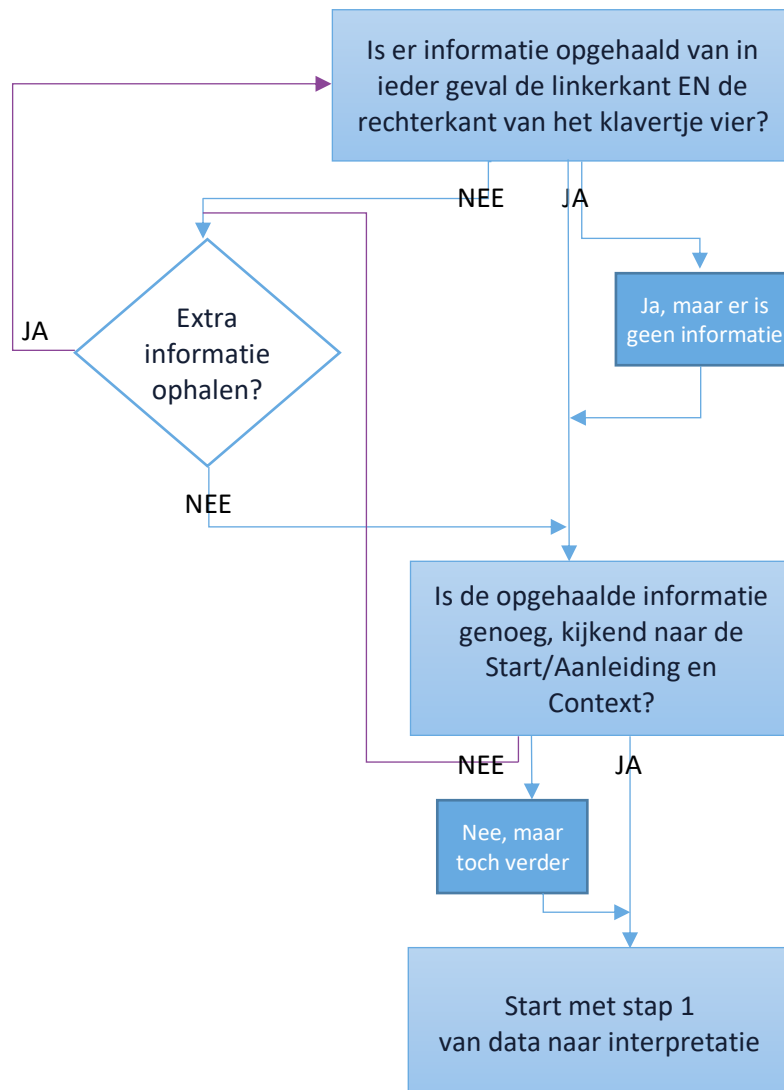 Is er informatie opgehaald van in
ieder geval de linkerkant EN de
rechterkant van het klavertje vier?
NEE
JA
Ja, maar er is
geen informatie
JA
Extra
informatie
ophalen?
NEE
Is de opgehaalde informatie
genoeg, kijkend naar de
Start/Aanleiding en
Context?
NEE
JA
Nee, maar
toch verder
Start met stap 1
van data naar interpretatie